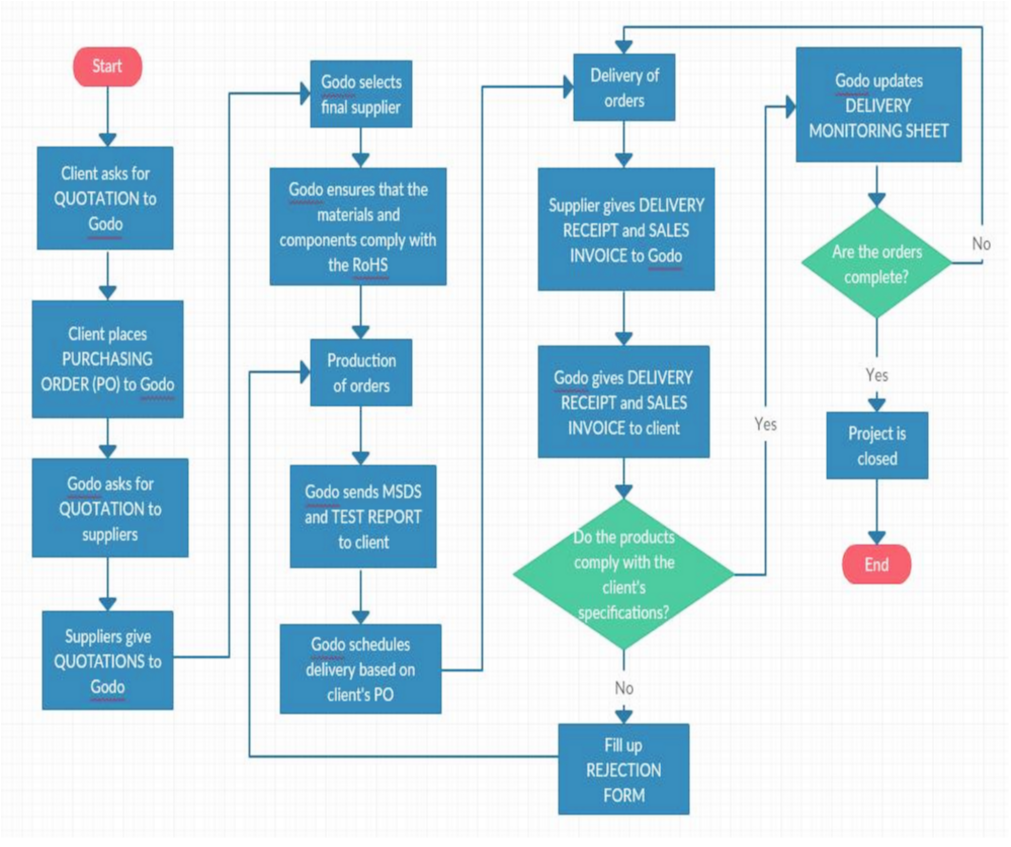 Start
Client asks for
QUOTATION to
Godo
Client places
PURCHASING
ORDER (PO) to Godo
Godo asks for
QUOTATION to
suppliers
Suppliers give
QUOTATIONS to
Godo
Godo selects
final supplier
Godo ensures that the
materials and
components comply with
the RoHS
Production
of orders
Godo sends MSDS
and TEST REPORT
to client
Godo schedules
delivery based on
client's PO
Delivery of
orders
Supplier gives DELIVERY
RECEIPT and SALES
INVOICE to Godo
Godo gives DELIVERY
RECEIPT and SALES
INVOICE to client
Do the products
comply with the
client's
specifications?
No
Fill up
REJECTION
FORM
Yes
Godo updates
DELIVERY
MONITORING SHEET
Are the orders
complete?
No
Yes
Project is
closed
End